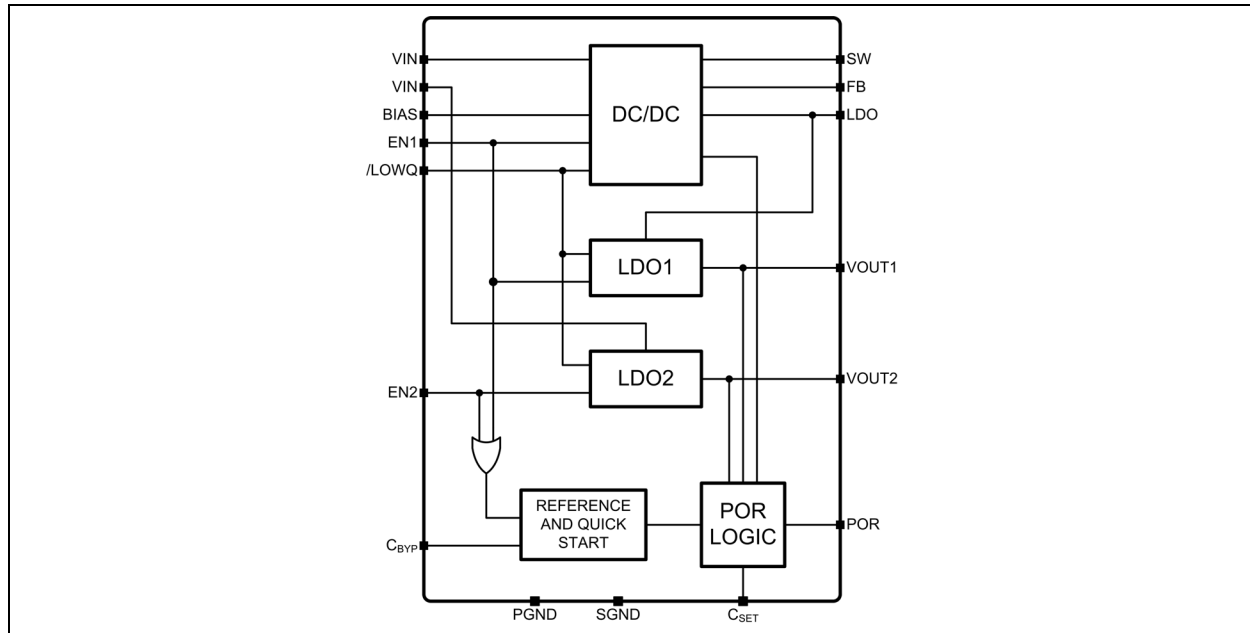 VIN
VIN
BIAS
EN1
/LOWQ
EN2
CBYP
DC/DC
LDO1
LDO2
REFERENCE
AND QUICK
START
POR
LOGIC
SW
FB
LDO
VOUT1
VOUT2
POR
PGND
SGND
CSET